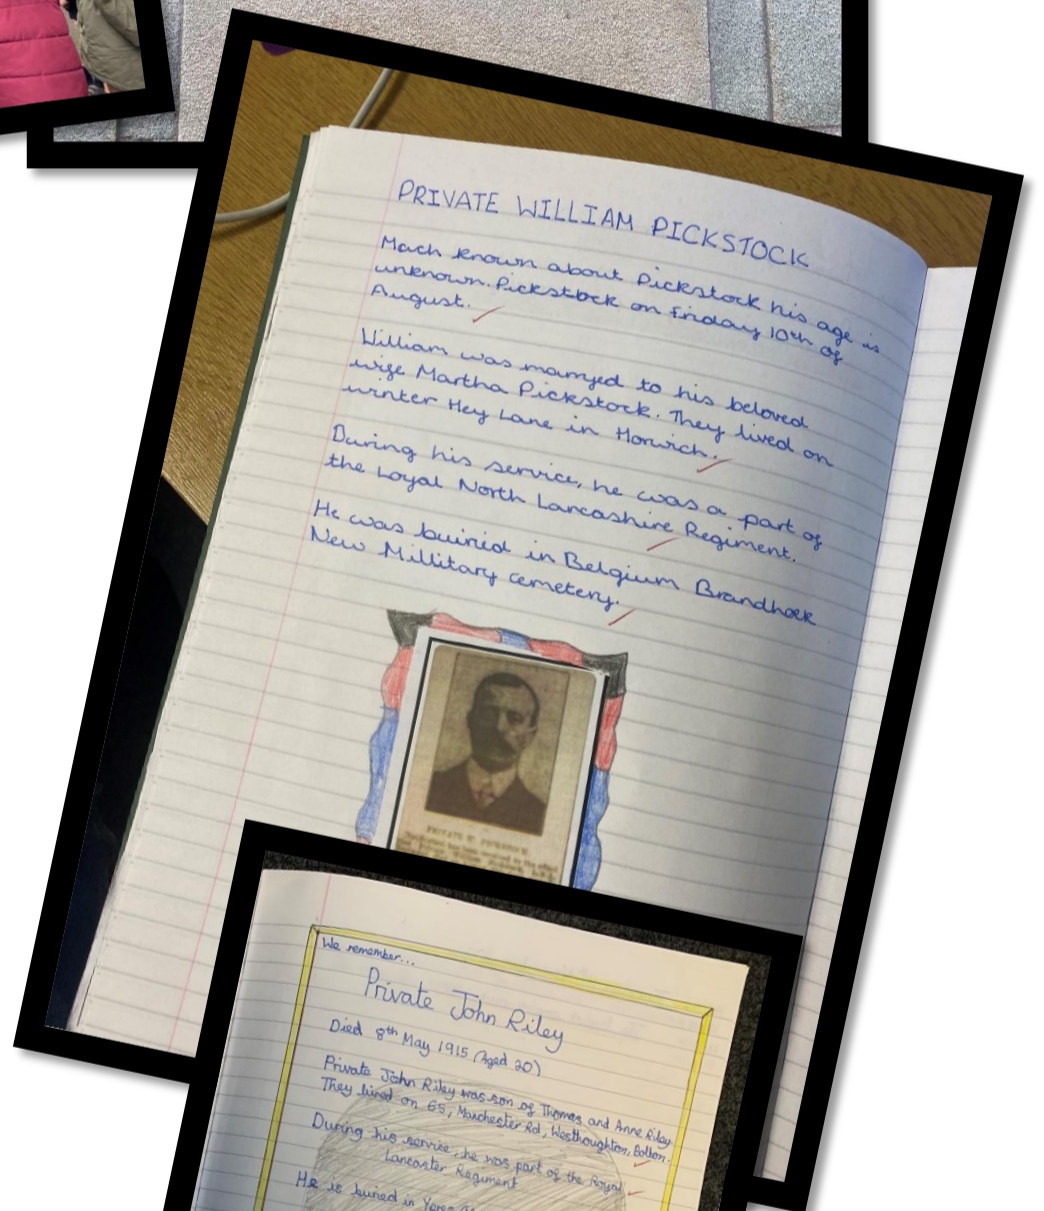 PRIVATE WILLIAM PICKSTOCK
Mach known about Pickstock his age is
unknown. Pickstock on Friday 10th of
August.
William was marryed to his beloved
wife Martha Pickstock. They lived on
winter Hey Lane in Horwich.
During his service, he was a part of
the Loyal North Lancashire Regiment.
He was buiried in Belgium Brandhoek
New Millitary cemetery.
PRIVATE W. PICKSTOCK
We remember...
Private John Riley
Died 8th May 1915 (Aged 20)
Private John Riley was son of Thomas and Anne Riley.
They lived on 65, Manchester Rd, Westhoughton, Bolton.
During his service, he was part of the Royal
Lancaster Regiment
He is buried in Ypres